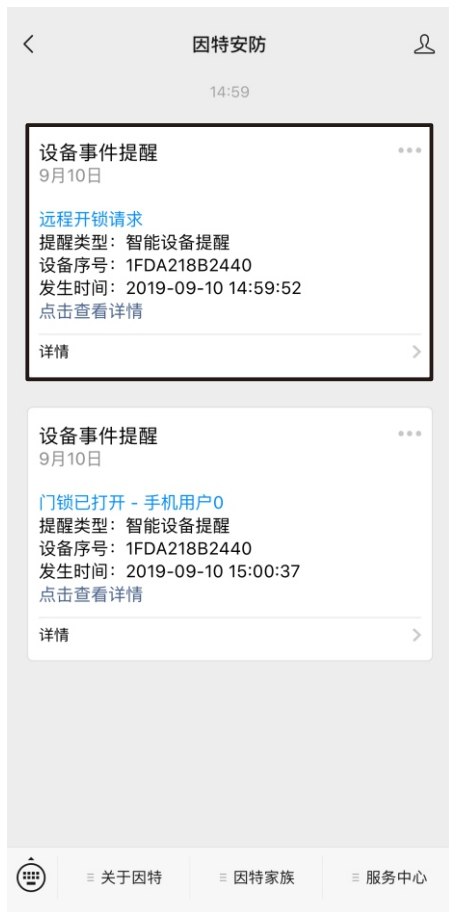 因特安防
14:59
设备事件提醒
9月10日
远程开锁请求
提醒类型：智能设备提醒
设备序号：1FDA218B2440
发生时间：2019-09-10 14:59:52
点击查看详情
详情
设备事件提醒
9月10日
门锁已打开 - 手机用户0
提醒类型：智能设备提醒
设备序号：1FDA218B2440
发生时间：2019-09-10 15:00:37
点击查看详情
详情
关于因特
因特家族
服务中心